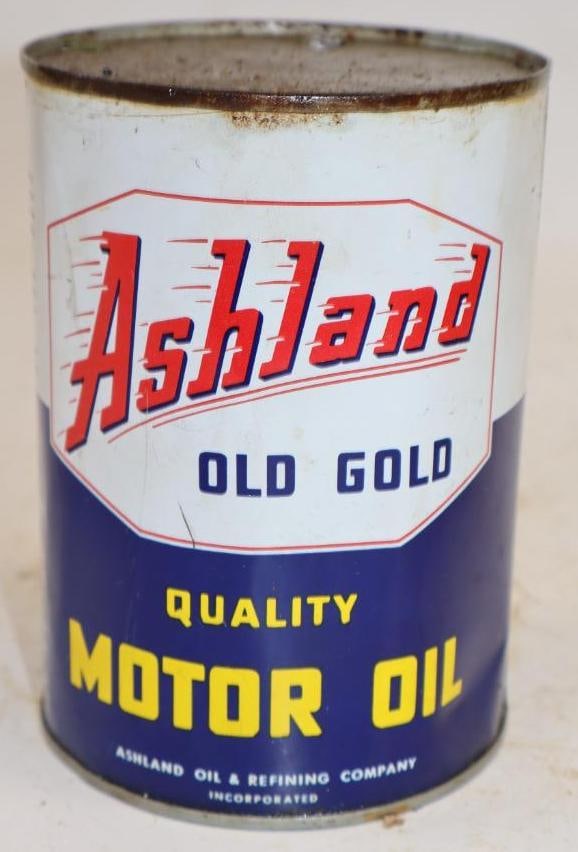 Ashland
OLD GOLD
QUALITY
MOTOR OIL
ASHLAND OIL & REFINING COMPANY
INCORPORATED